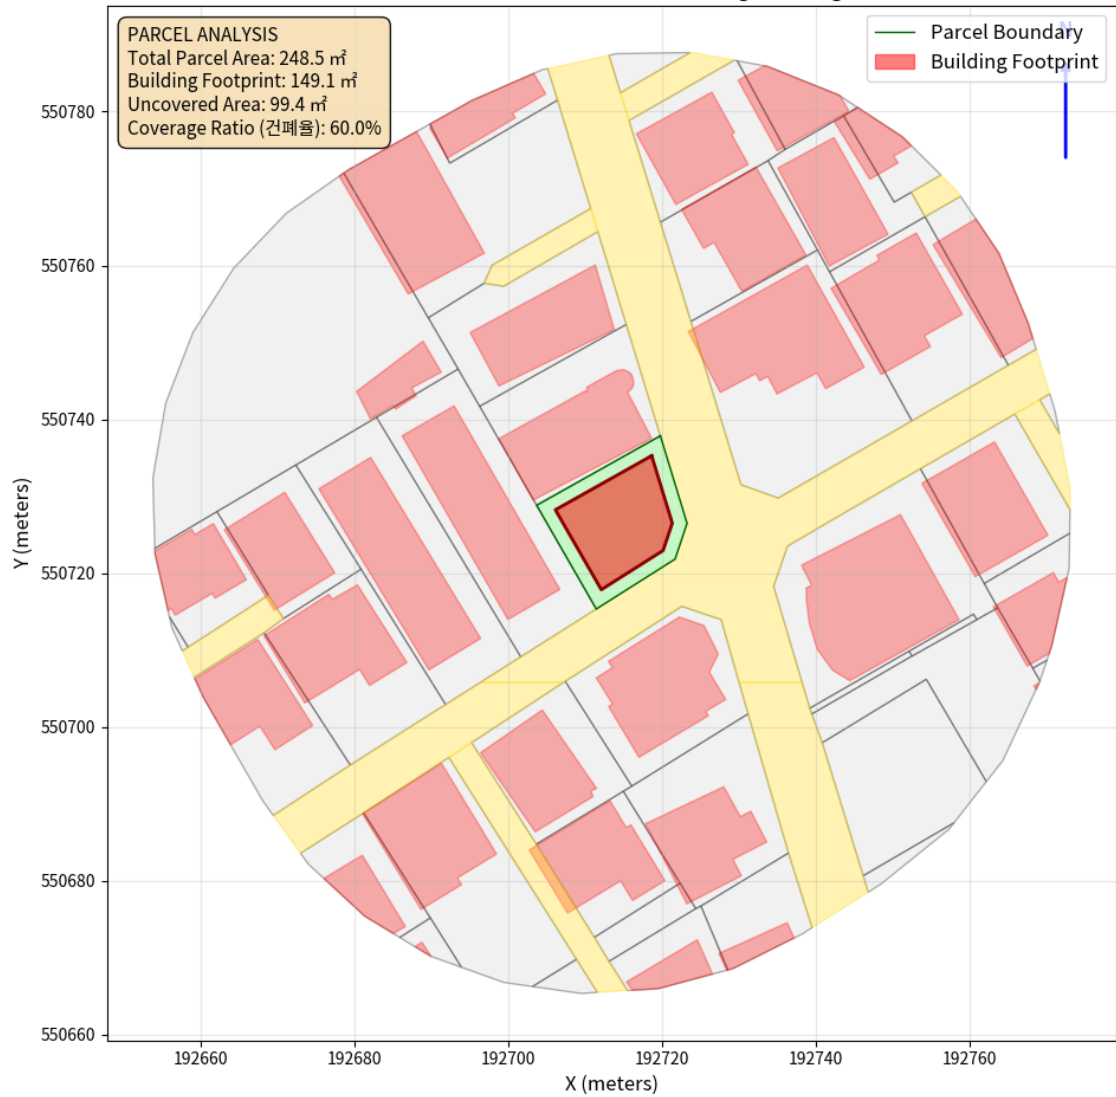 PARCEL ANALYSIS
Total Parcel Area: 248.5 ㎡
Building Footprint: 149.1 ㎡
Uncovered Area: 99.4 ㎡
Coverage Ratio (건폐율): 60.0%
Parcel Boundary
Building Footprint
N
550780
550760
550740
550720
550700
550680
550660
Y (meters)
192660
192680
192700
192720
192740
192760
X (meters)